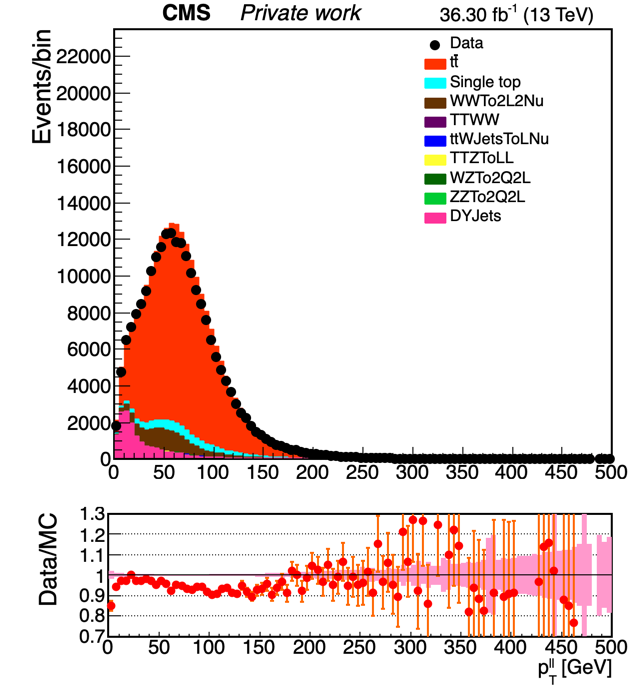 CMS Private work 36.30 fb⁻¹ (13 TeV)
Events/bin
22000
20000
18000
16000
14000
12000
10000
8000
6000
4000
2000
0
Data
tt̄
Single top
WWTo2L2Nu
TTWW
ttWJetsToLNu
TTZToLL
WZTo2Q2L
ZZTo2Q2L
DYJets
0 50 100 150 200 250 300 350 400 450 500
Data/MC
1.3
1.2
1.1
1
0.9
0.8
0.7
0 50 100 150 200 250 300 350 400 450 500
p_T^ll [GeV]